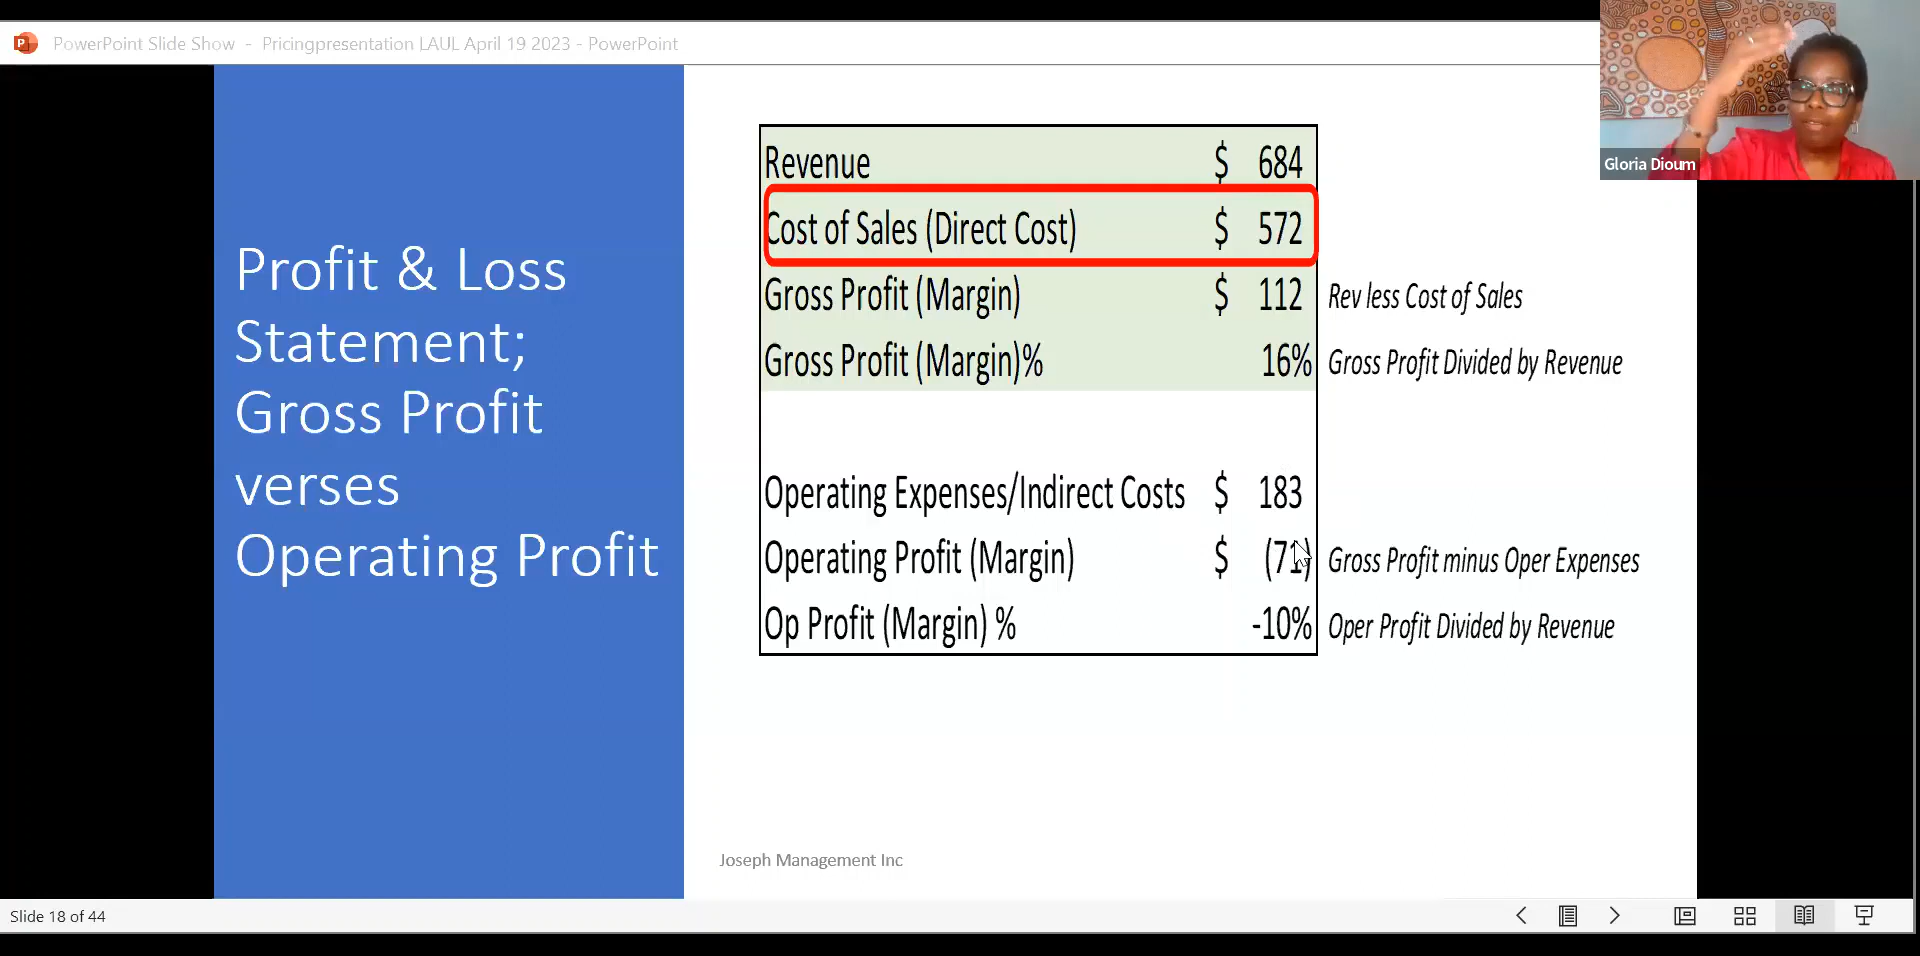 PowerPoint Slide Show - Pricingpresentation LAUL April 19 2023 - PowerPoint
Gloria Dioum
Profit & Loss
Statement;
Gross Profit
verses
Operating Profit
Revenue $ 684
Cost of Sales (Direct Cost) $ 572
Gross Profit (Margin) $ 112 Rev less Cost of Sales
Gross Profit (Margin)% 16% Gross Profit Divided by Revenue
Operating Expenses/Indirect Costs $ 183
Operating Profit (Margin) $ (71) Gross Profit minus Oper Expenses
Op Profit (Margin) % -10% Oper Profit Divided by Revenue
Joseph Management Inc
Slide 18 of 44